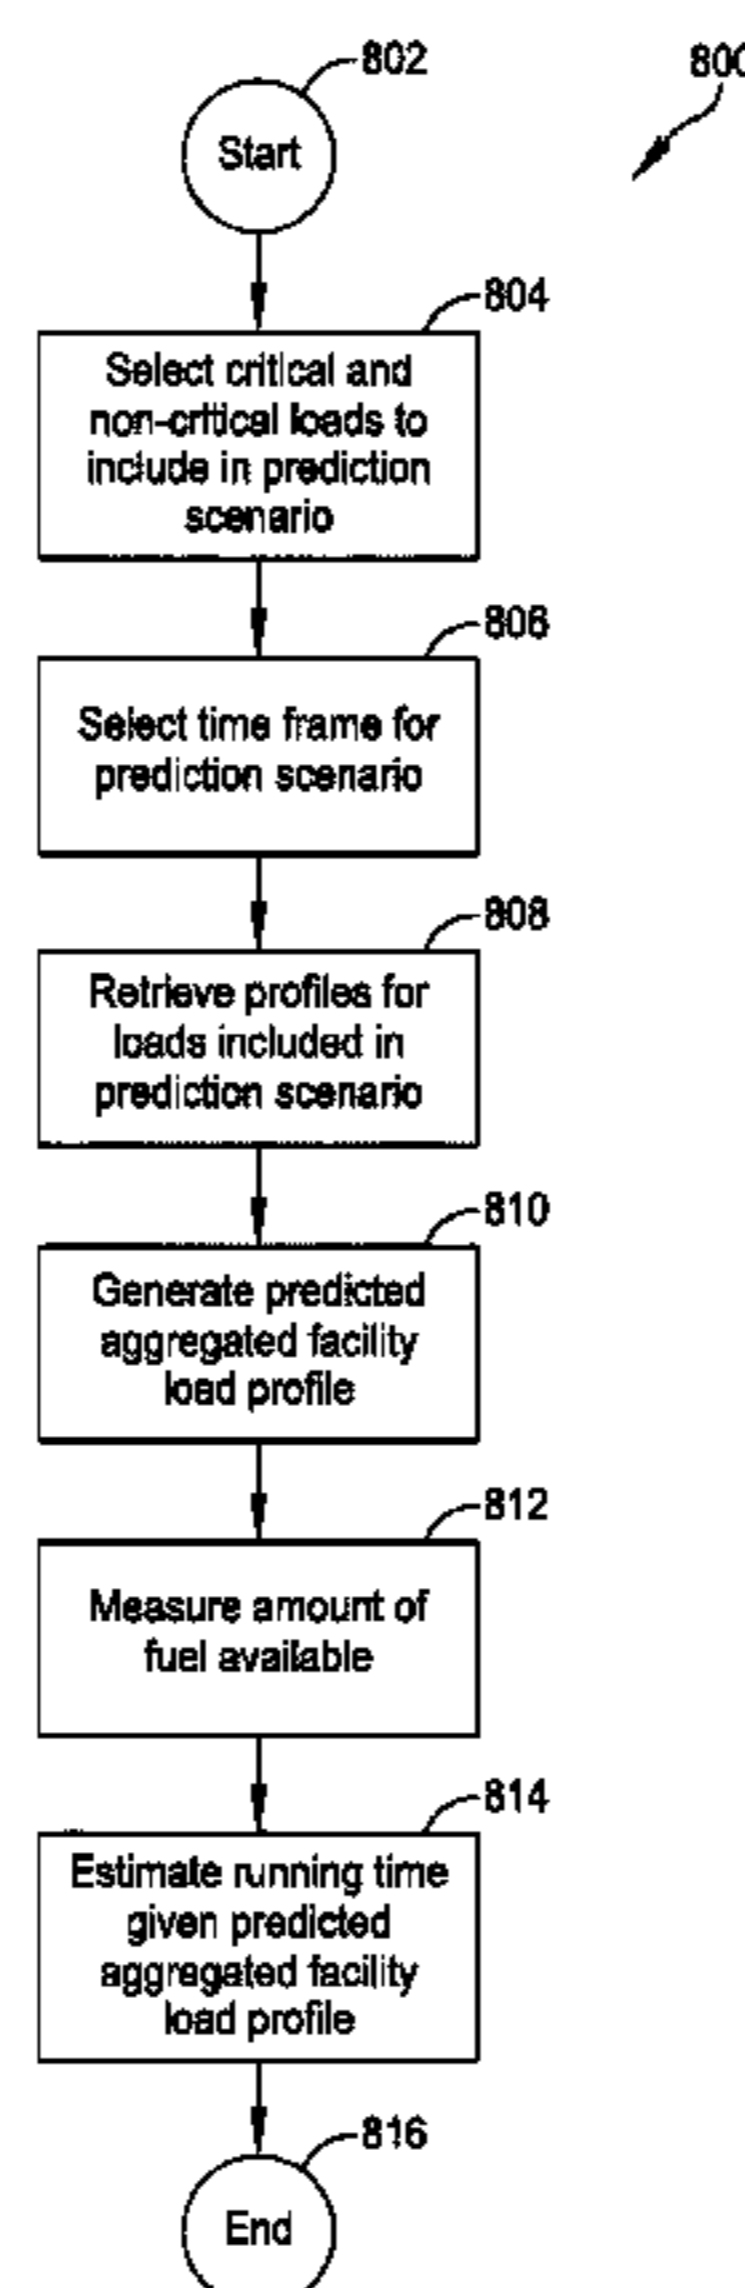 802
800
Start
804
Select critical and
non-critical loads to
include in prediction
scenario
806
Select time frame for
prediction scenario
808
Retrieve profiles for
loads included in
prediction scenario
810
Generate predicted
aggregated facility
load profile
812
Measure amount of
fuel available
814
Estimate running time
given predicted
aggregated facility
load profile
816
End